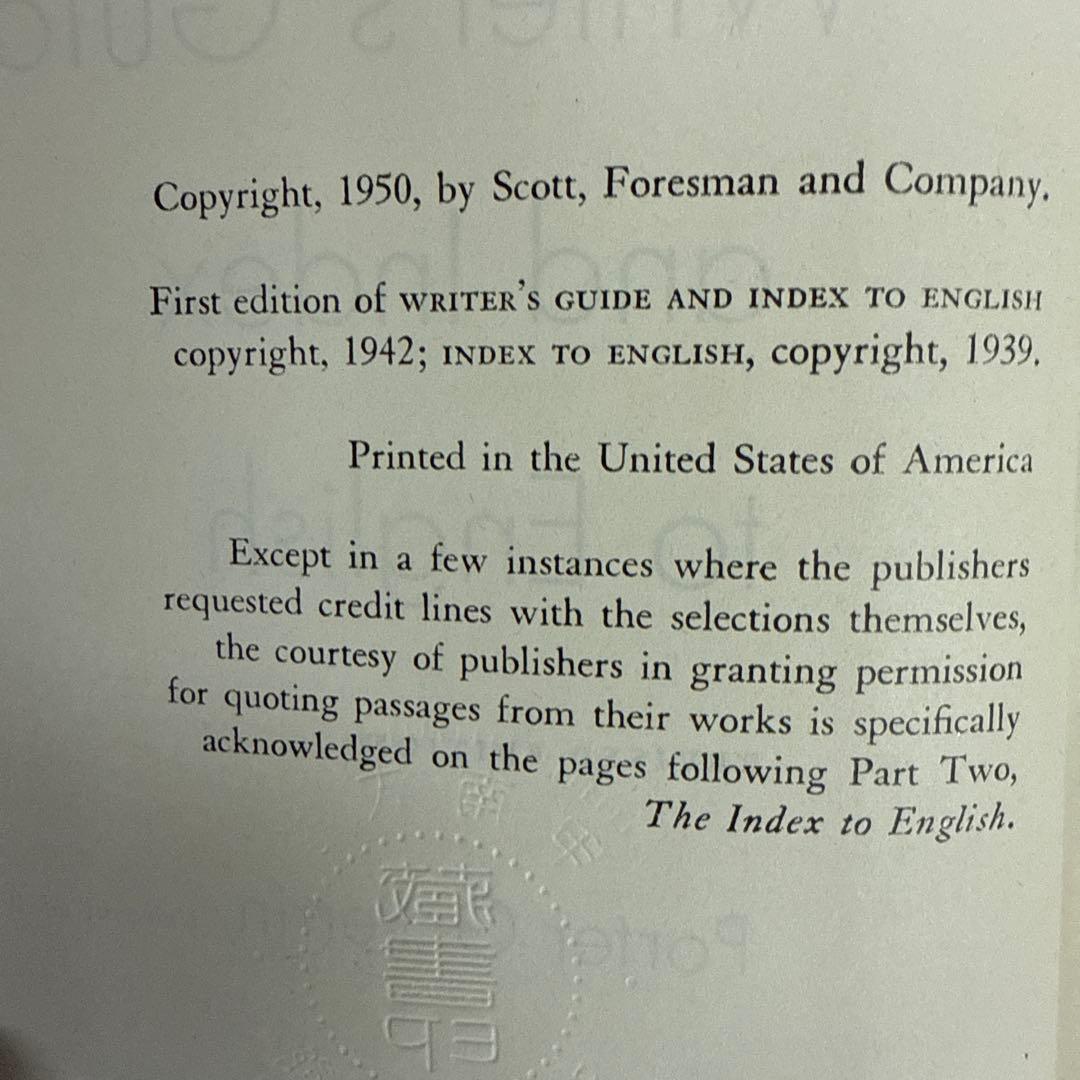 Copyright, 1950, by Scott, Foresman and Company.
First edition of WRITER'S GUIDE AND INDEX TO ENGLISH
copyright, 1942; INDEX TO ENGLISH, copyright, 1939.
Printed in the United States of America
Except in a few instances where the publishers
requested credit lines with the selections themselves,
the courtesy of publishers in granting permission
for quoting passages from their works is specifically
acknowledged on the pages following Part Two,
The Index to English.
藏書印